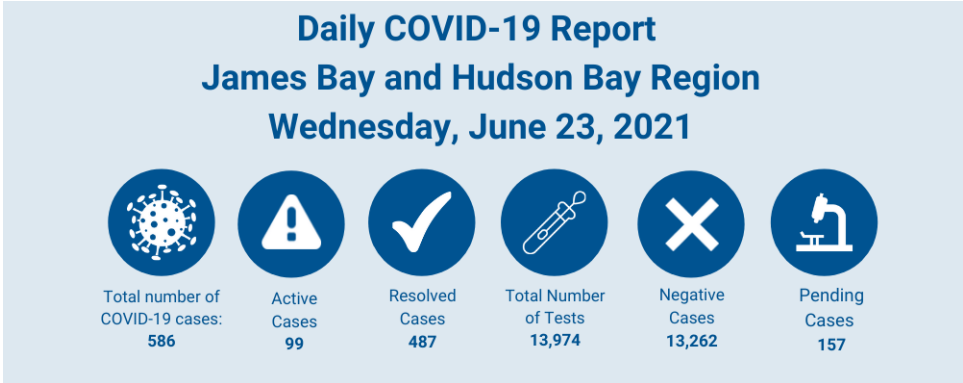 Daily COVID-19 Report
James Bay and Hudson Bay Region
Wednesday, June 23, 2021
Total number of
COVID-19 cases:
586
Active
Cases
99
Resolved
Cases
487
Total Number
of Tests
13,974
Negative
Cases
13,262
Pending
Cases
157